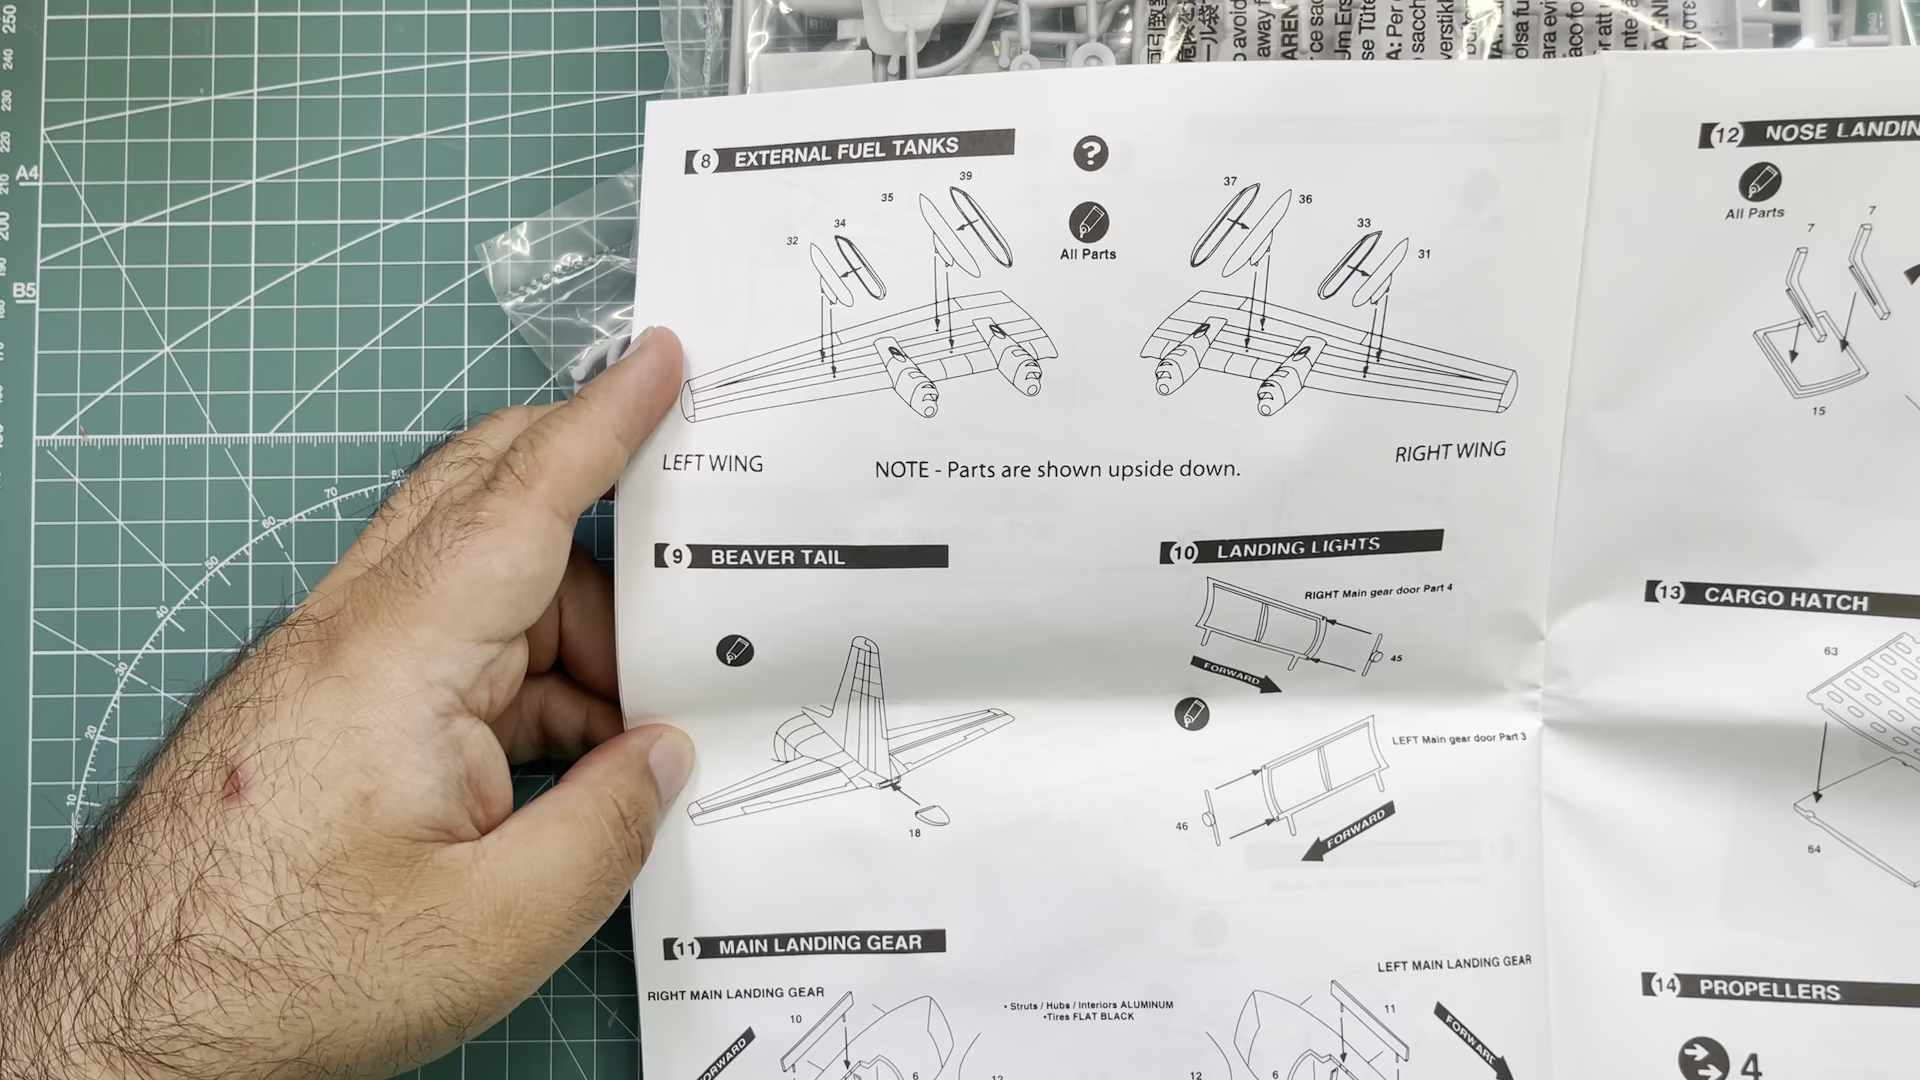 250
240
230
220
A4
210
200
190
B5
180
80
70
60
50
40
30
20
10
8 EXTERNAL FUEL TANKS
?
All Parts
39
35
34
32
37
36
33
31
LEFT WING
NOTE - Parts are shown upside down.
RIGHT WING
9 BEAVER TAIL
18
10 LANDING LIGHTS
RIGHT Main gear door Part 4
45
FORWARD
LEFT Main gear door Part 3
46
FORWARD
11 MAIN LANDING GEAR
RIGHT MAIN LANDING GEAR
10
FORWARD
6
12
• Struts / Hubs / Interiors ALUMINUM
•Tires FLAT BLACK
LEFT MAIN LANDING GEAR
11
FORWARD
12
6
12 NOSE LANDIN
All Parts
7
7
15
13 CARGO HATCH
63
64
14 PROPELLERS
4